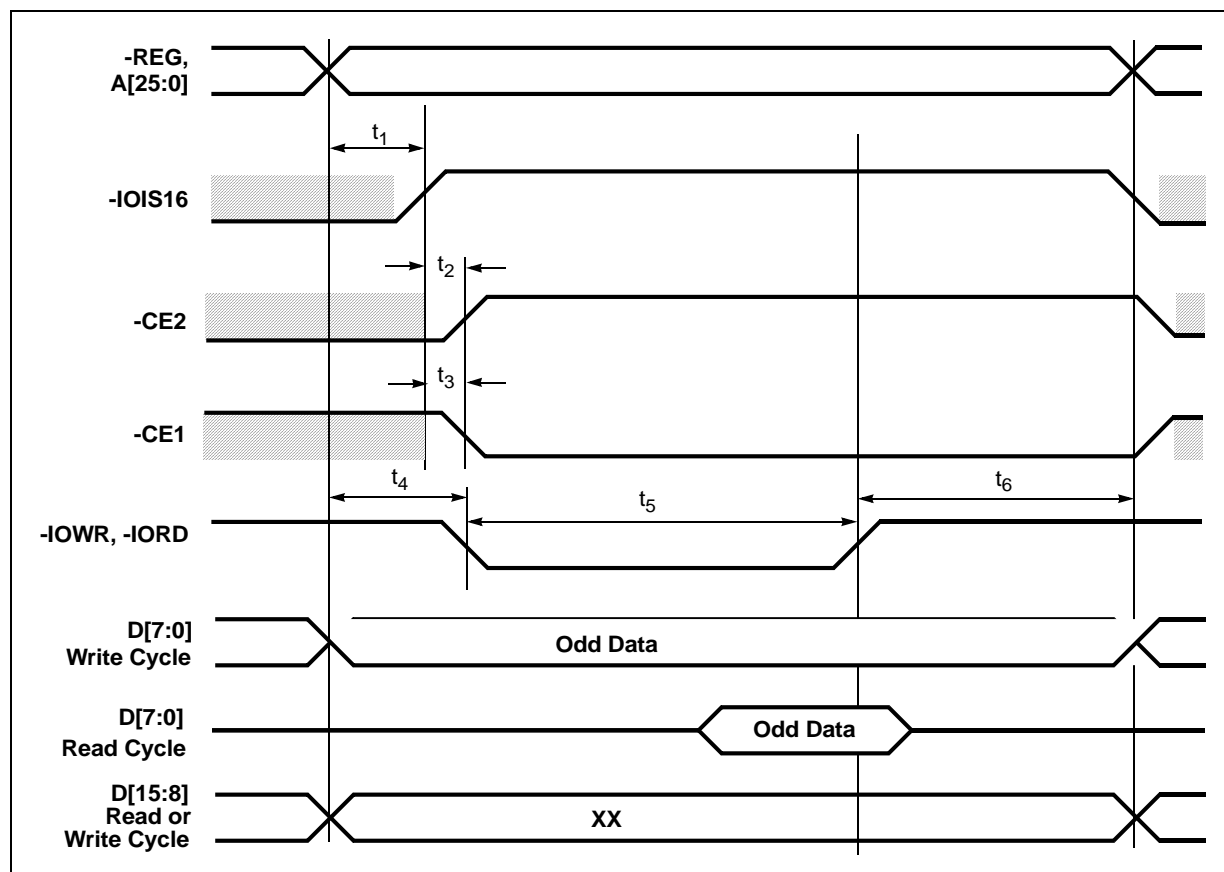 -REG,
A[25:0]
t1
-IOIS16
t2
-CE2
t3
-CE1
t4
t5
t6
-IOWR, -IORD
D[7:0]
Write Cycle
Odd Data
D[7:0]
Read Cycle
Odd Data
D[15:8]
Read or
Write Cycle
XX